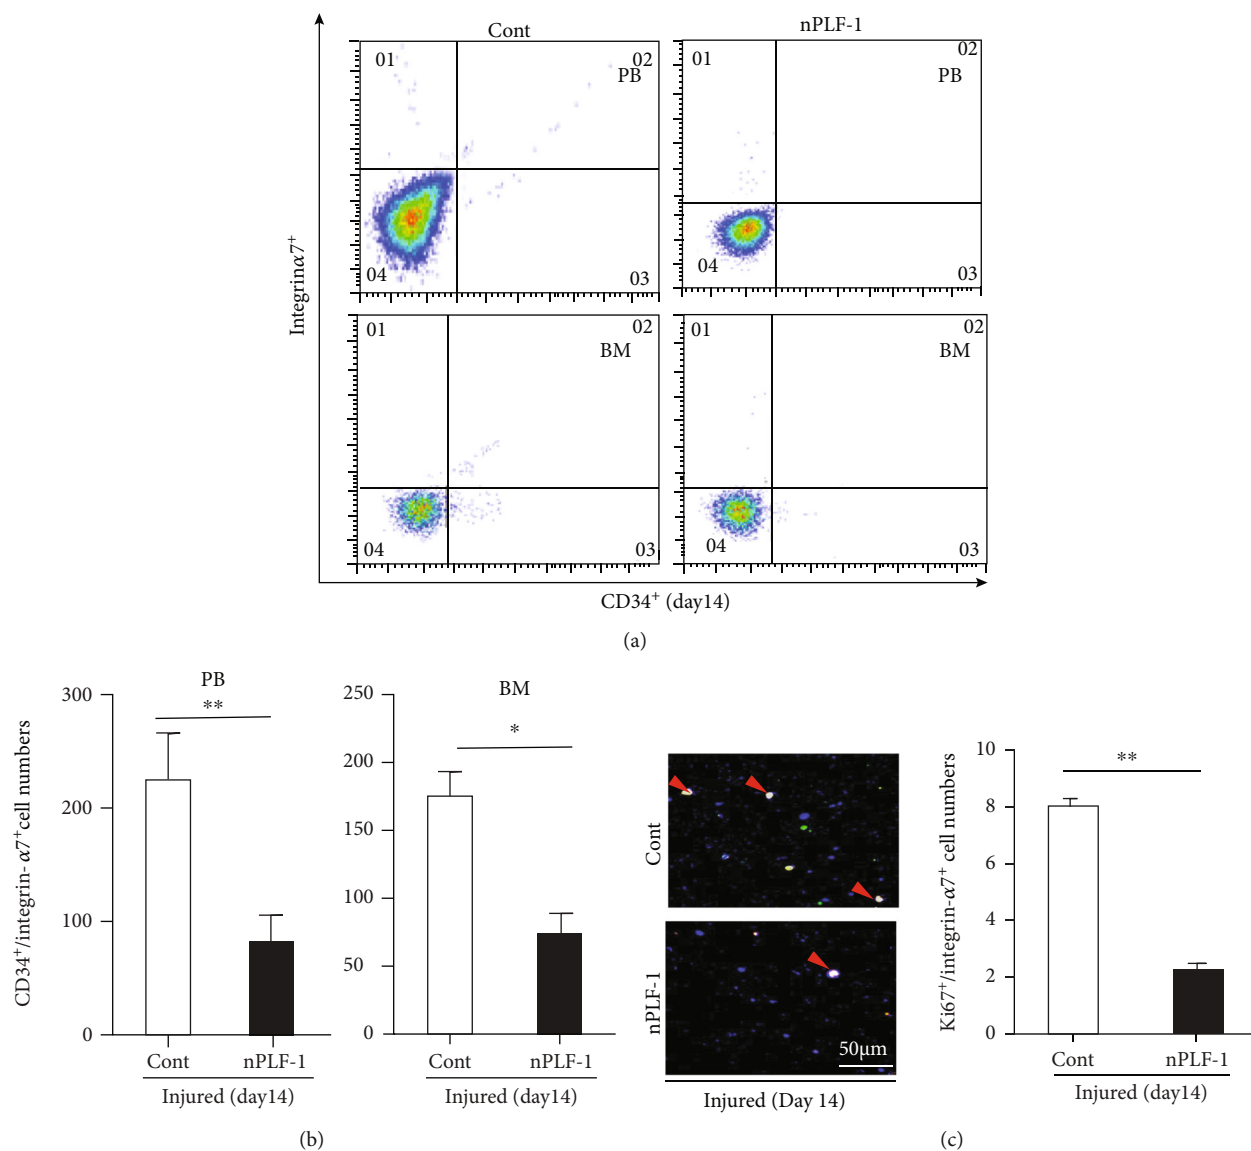 Cont
nPLF-1
01
02
PB
04
03
01
02
PB
04
03
01
02
BM
04
03
01
02
BM
04
03
Integrinα7⁺
CD34⁺ (day14)
(a)
PB
**
300
200
100
0
CD34⁺/integrin-α7⁺cell numbers
Cont
nPLF-1
Injured (day14)
BM
*
250
200
150
100
50
0
Cont
nPLF-1
Injured (day14)
(b)
Cont
nPLF-1
50μm
Injured (Day 14)
**
10
8
6
4
2
0
Ki67⁺/integrin-α7⁺ cell numbers
Cont
nPLF-1
Injured (day14)
(c)